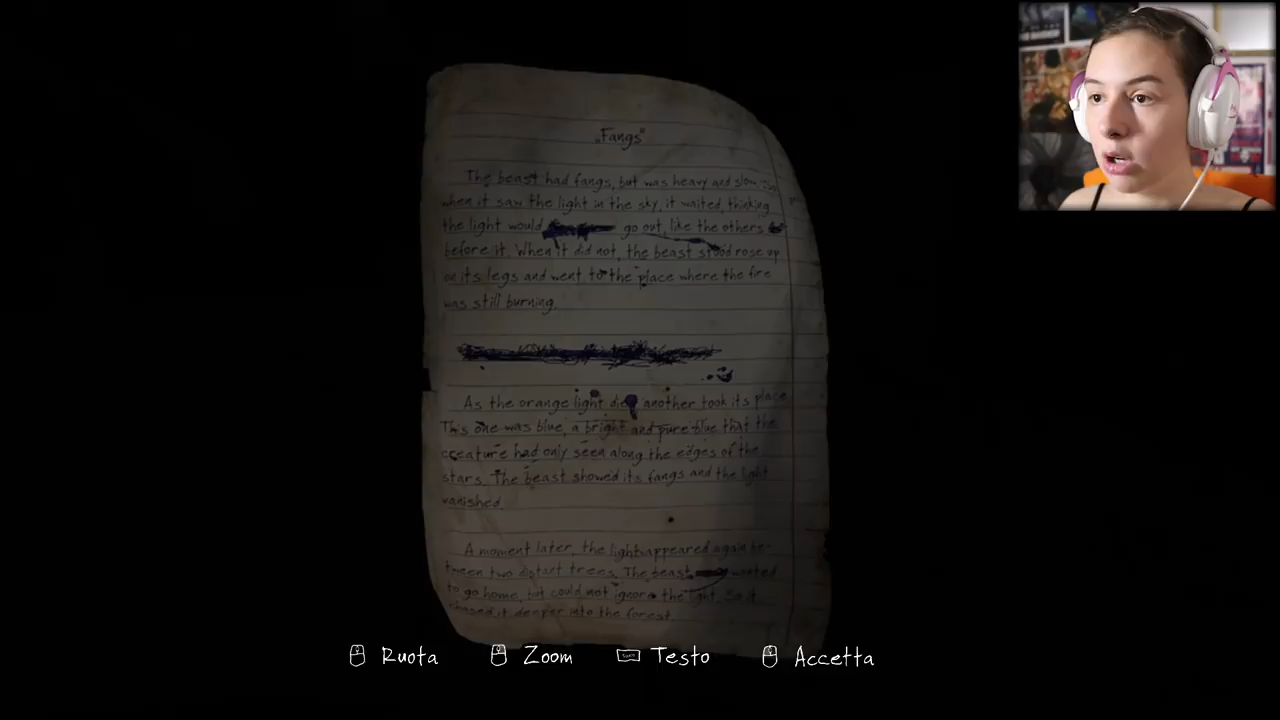 „Fangs"
The beast had fangs, but was heavy and slow
when it saw the light in the sky, it waited, thinking
the light would go out, like the others
before it. When it did not, the beast stood rose up
on its legs and went to the place where the fire
was still burning.
As the orange light died another took its place
This one was blue, a bright and pure blue that the
creature had only seen along the edges of the
stars. The beast showed its fangs and the light
vanished.
A moment later, the light appeared again be-
tween two distant trees. The beast wanted
to go home, but could not ignore the light. So it
chased it deeper into the forest.
Ruota Zoom Testo Accetta